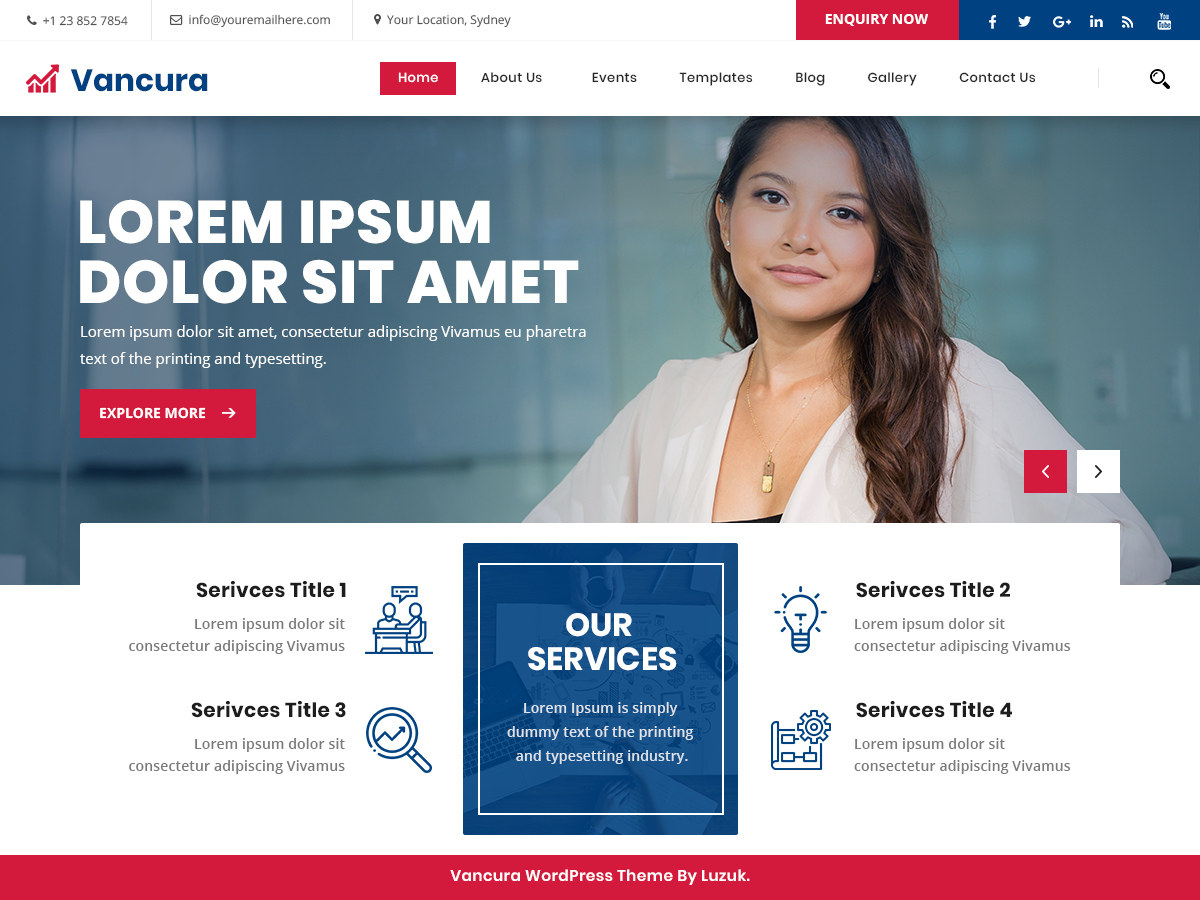 +1 23 852 7854
info@youremailhere.com
Your Location, Sydney
ENQUIRY NOW
You
Tube
Vancura
Home
About Us
Events
Templates
Blog
Gallery
Contact Us
LOREM IPSUM
DOLOR SIT AMET
Lorem ipsum dolor sit amet, consectetur adipiscing Vivamus eu pharetra
text of the printing and typesetting.
EXPLORE MORE
Serivces Title 1
Lorem ipsum dolor sit
consectetur adipiscing Vivamus
Serivces Title 3
Lorem ipsum dolor sit
consectetur adipiscing Vivamus
OUR
SERVICES
Lorem Ipsum is simply
dummy text of the printing
and typesetting industry.
Serivces Title 2
Lorem ipsum dolor sit
consectetur adipiscing Vivamus
Serivces Title 4
Lorem ipsum dolor sit
consectetur adipiscing Vivamus
Vancura WordPress Theme By Luzuk.